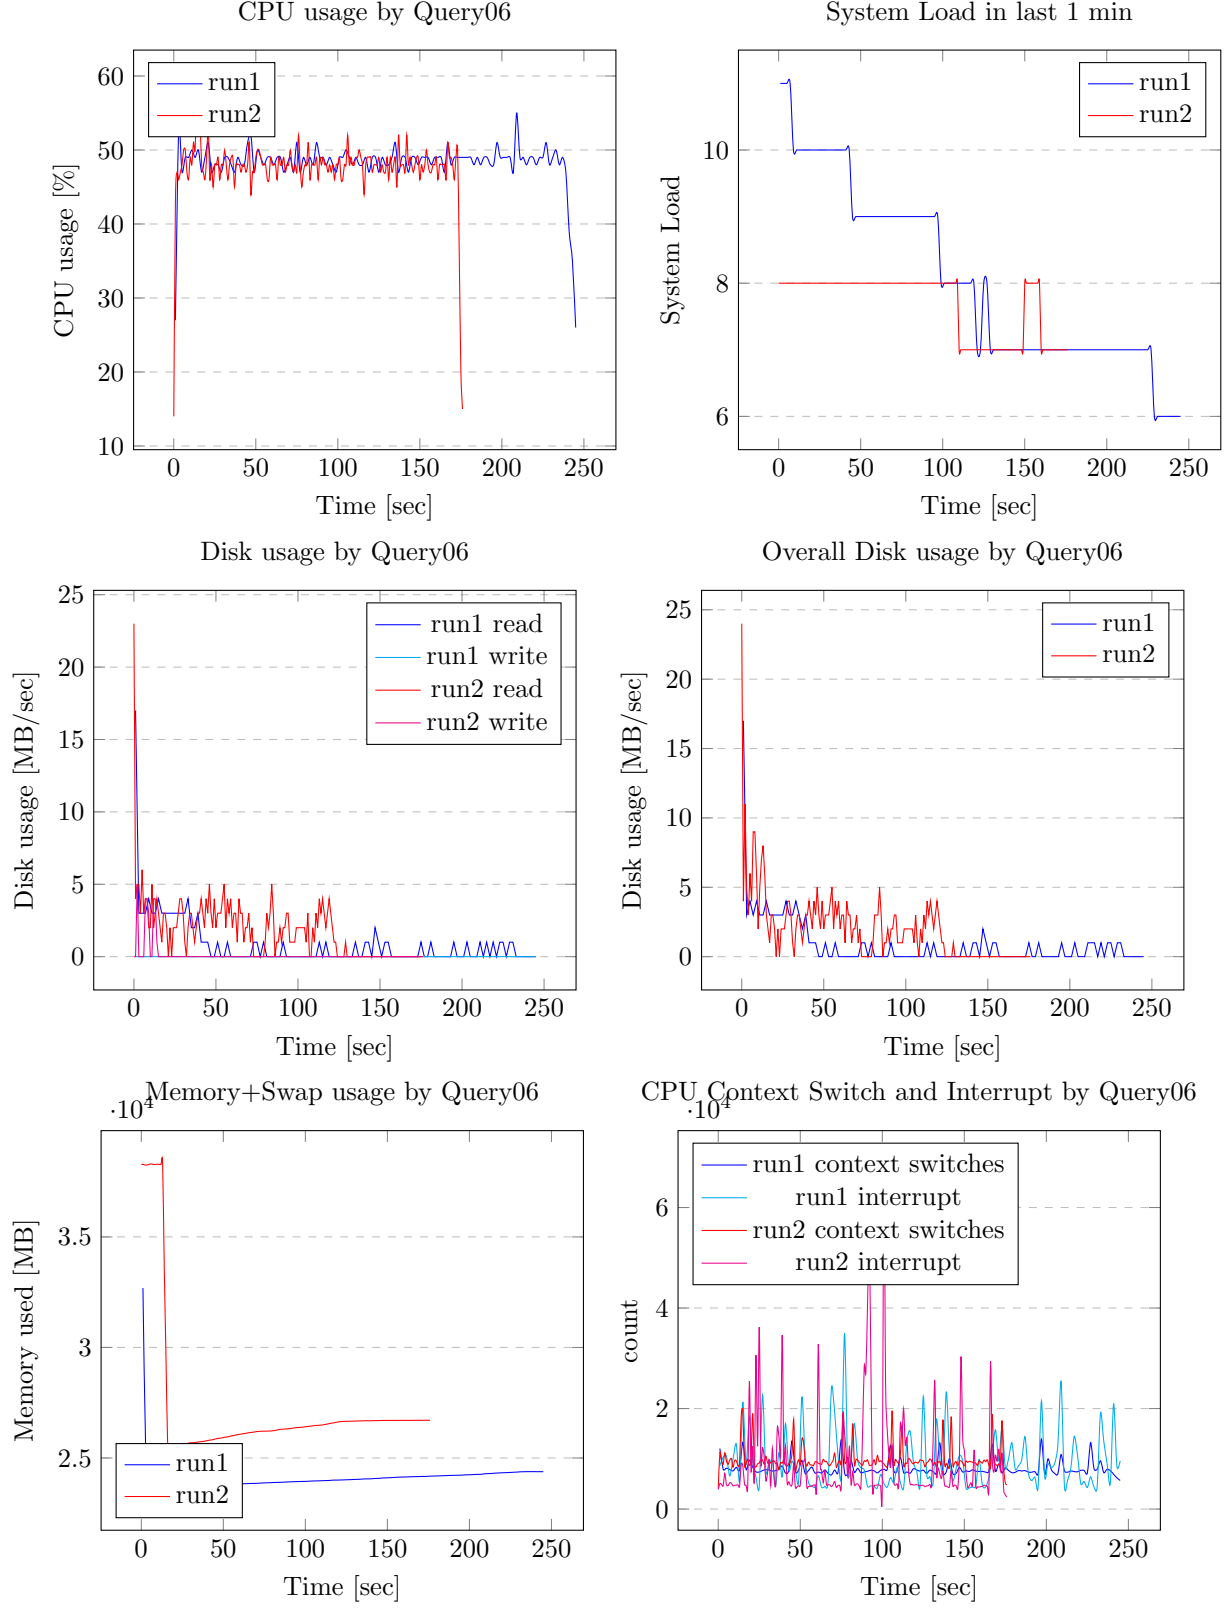 CPU usage by Query06
run1
run2
60
50
40
30
20
10
CPU usage [%]
0 50 100 150 200 250
Time [sec]
System Load in last 1 min
run1
run2
10
8
6
System Load
0 50 100 150 200 250
Time [sec]
Disk usage by Query06
run1 read
run1 write
run2 read
run2 write
25
20
15
10
5
0
Disk usage [MB/sec]
0 50 100 150 200 250
Time [sec]
Overall Disk usage by Query06
run1
run2
25
20
15
10
5
0
Disk usage [MB/sec]
0 50 100 150 200 250
Time [sec]
Memory+Swap usage by Query06
·10⁴
3.5
3
2.5
Memory used [MB]
run1
run2
0 50 100 150 200 250
Time [sec]
CPU Context Switch and Interrupt by Query06
·10⁴
run1 context switches
run1 interrupt
run2 context switches
run2 interrupt
6
4
2
0
count
0 50 100 150 200 250
Time [sec]